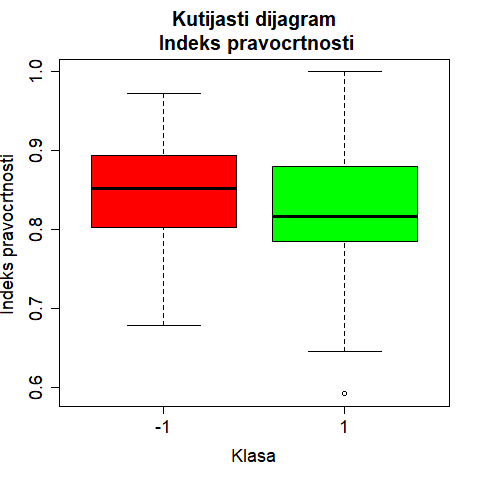 Kutijasti dijagram
Indeks pravocrtnosti
Indeks pravocrtnosti
1.0
0.9
0.8
0.7
0.6
-1
1
Klasa